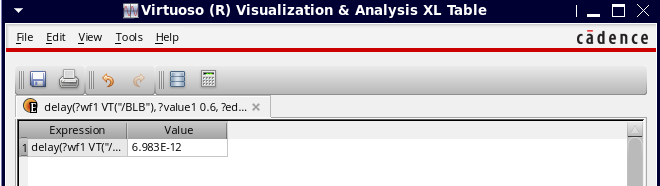 Virtuoso (R) Visualization & Analysis XL Table
File Edit View Tools Help
cādence
delay(?wf1 VT("/BLB"), ?value1 0.6, ?ed...
Expression Value
1 delay(?wf1 VT("/... 6.983E-12